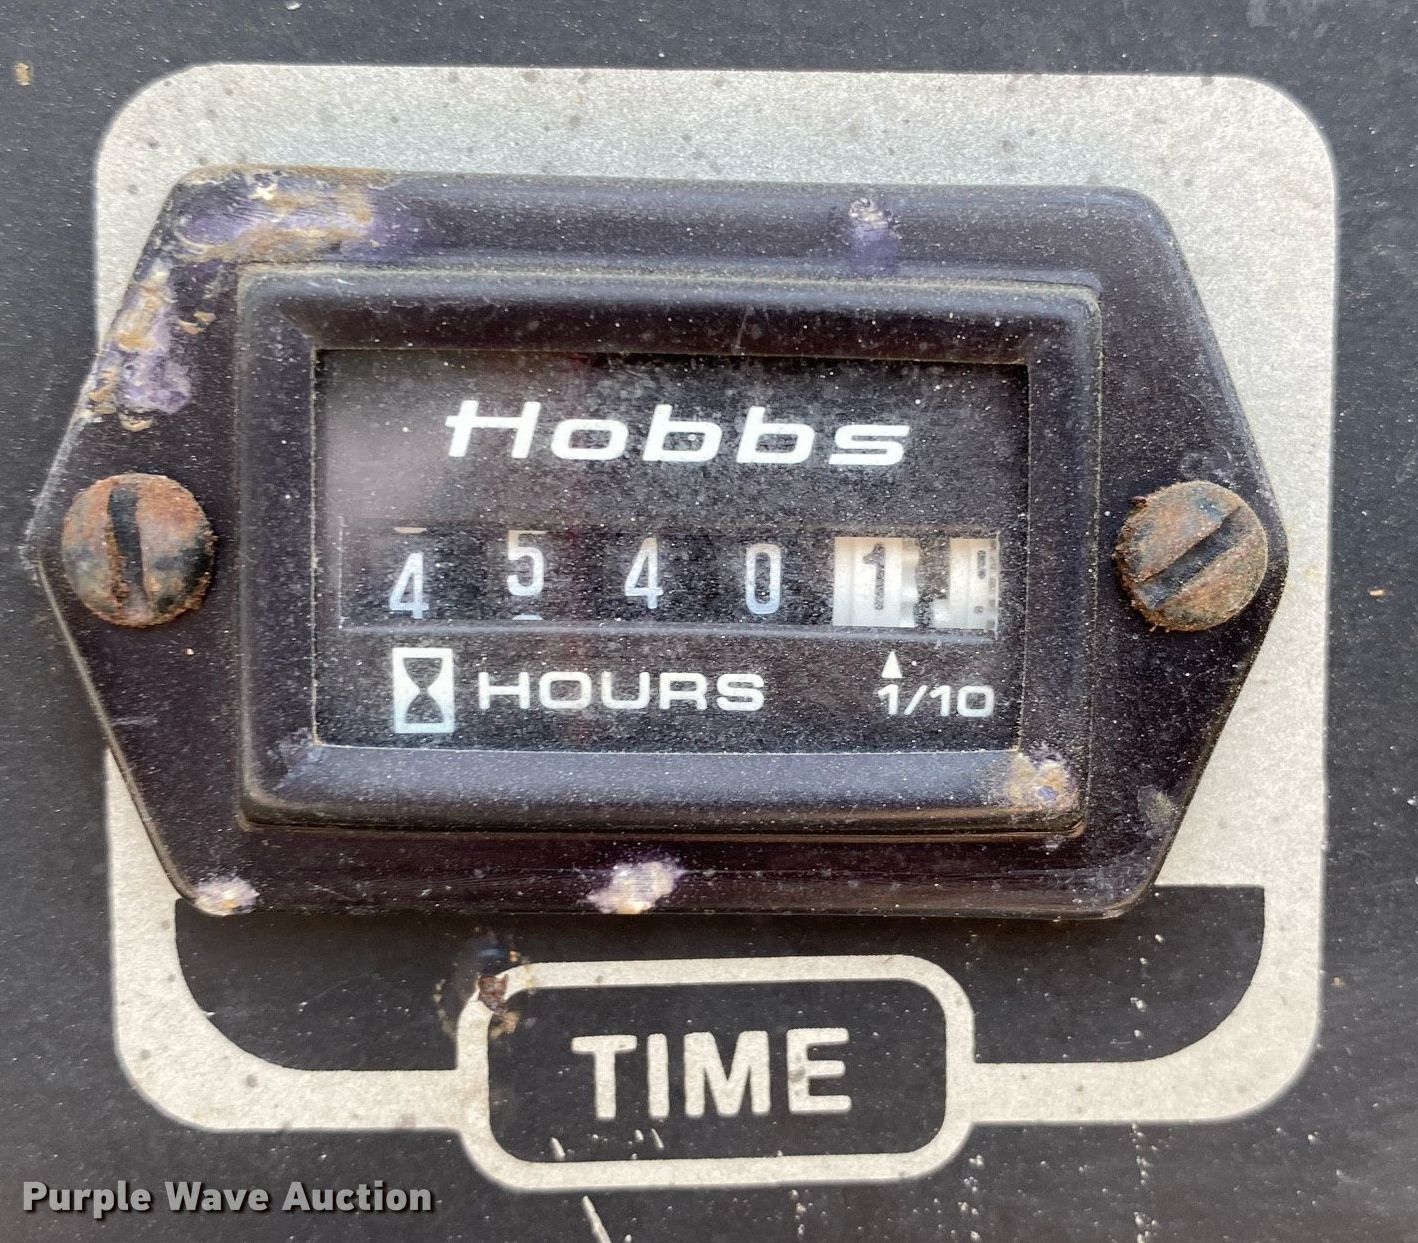 Hobbs
4 5 4 0 1
HOURS 1/10
TIME
Purple Wave Auction